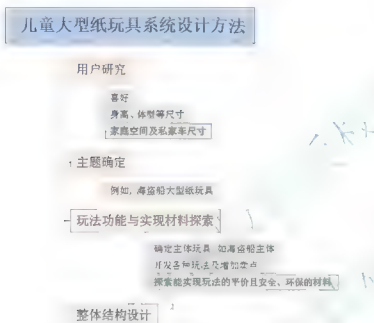 儿童大型纸玩具系统设计方法
用户研究
喜好
身高、体型等尺寸
家庭空间及私家车尺寸
主题确定
例如，海盗船大型纸玩具
玩法功能与实现材料探索
确定主体玩具 如海盗船主体
开发各种玩法及增加
探索能实现玩法的平价且安全、环保的材料
整体结构设计